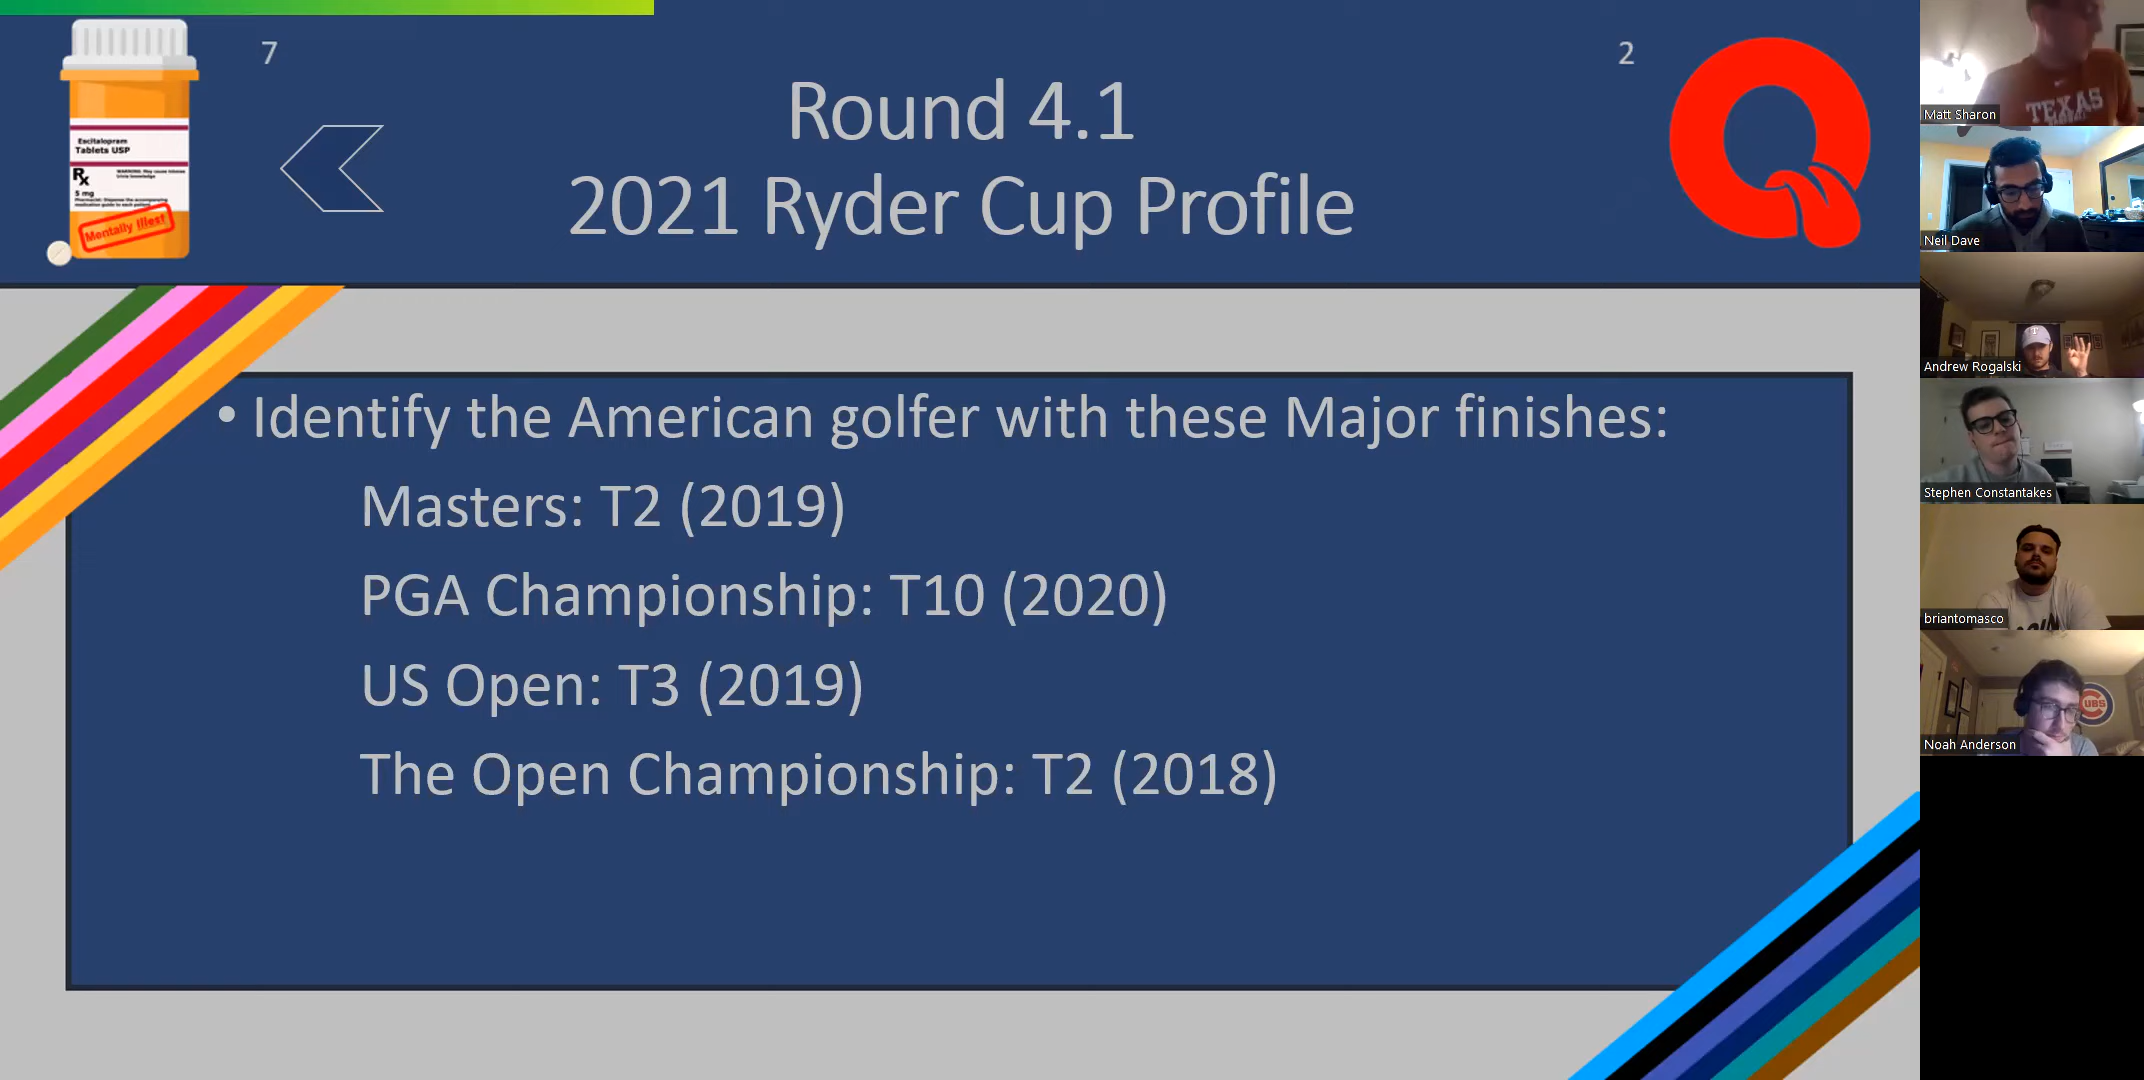 7
2
Round 4.1
2021 Ryder Cup Profile
Escitalopram
Tablets USP
Rx
5 mg
Mentally Illest
• Identify the American golfer with these Major finishes:
Masters: T2 (2019)
PGA Championship: T10 (2020)
US Open: T3 (2019)
The Open Championship: T2 (2018)
TEXAS
Matt Sharon
Neil Dave
T
Andrew Rogalski
Stephen Constantakes
briantomasco
UBS
Noah Anderson